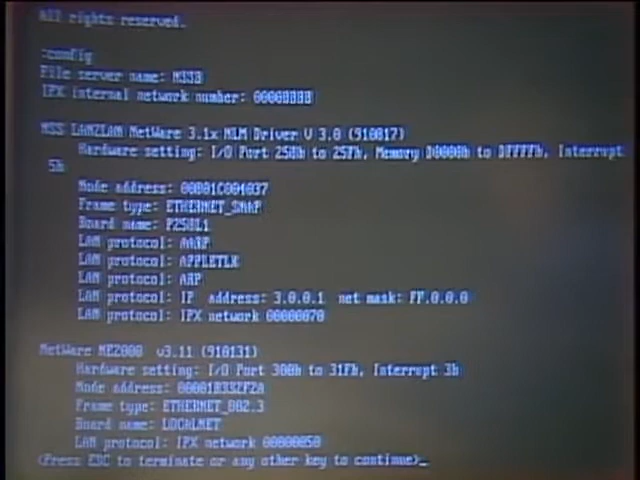 All rights reserved.
:config
File server name: NSSB
IPX internal network number: 0000BBBB
NSS LAN2LAN NetWare 3.1x NLM Driver V 3.0 (910817)
Hardware setting: I/O Port 258h to 25Fh, Memory D0000h to DFFFFh, Interrupt
5h
Node address: 00001C004037
Frame type: ETHERNET_SNAP
Board name: P258L1
LAN protocol: AARP
LAN protocol: APPLETLK
LAN protocol: ARP
LAN protocol: IP address: 3.0.0.1 net mask: FF.0.0.0
LAN protocol: IPX network 00000070
NetWare NE2000 v3.11 (910131)
Hardware setting: I/O Port 300h to 31Fh, Interrupt 3h
Node address: 00001B332F2A
Frame type: ETHERNET_802.3
Board name: LOCALNET
LAN protocol: IPX network 00000050
<Press ESC to terminate or any other key to continue>_